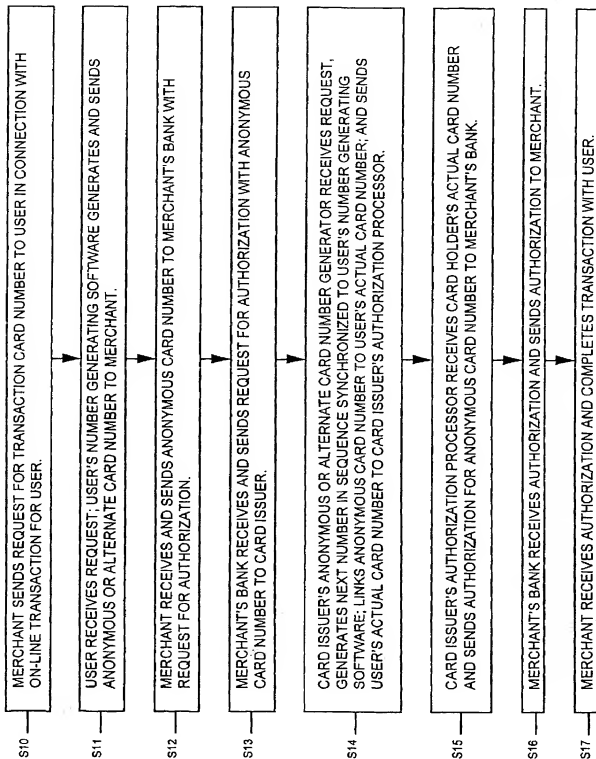 S10
MERCHANT SENDS REQUEST FOR TRANSACTION CARD NUMBER TO USER IN CONNECTION WITH
ON-LINE TRANSACTION FOR USER.
S11
USER RECEIVES REQUEST; USER'S NUMBER GENERATING SOFTWARE GENERATES AND SENDS
ANONYMOUS OR ALTERNATE CARD NUMBER TO MERCHANT.
S12
MERCHANT RECEIVES AND SENDS ANONYMOUS CARD NUMBER TO MERCHANT'S BANK WITH
REQUEST FOR AUTHORIZATION.
S13
MERCHANT'S BANK RECEIVES AND SENDS REQUEST FOR AUTHORIZATION WITH ANONYMOUS
CARD NUMBER TO CARD ISSUER.
S14
CARD ISSUER'S ANONYMOUS OR ALTERNATE CARD NUMBER GENERATOR RECEIVES REQUEST,
GENERATES NEXT NUMBER IN SEQUENCE SYNCHRONIZED TO USER'S NUMBER GENERATING
SOFTWARE; LINKS ANONYMOUS CARD NUMBER TO USER'S ACTUAL CARD NUMBER; AND SENDS
USER'S ACTUAL CARD NUMBER TO CARD ISSUER'S AUTHORIZATION PROCESSOR.
S15
CARD ISSUER'S AUTHORIZATION PROCESSOR RECEIVES CARD HOLDER'S ACTUAL CARD NUMBER
AND SENDS AUTHORIZATION FOR ANONYMOUS CARD NUMBER TO MERCHANT'S BANK.
S16
MERCHANT'S BANK RECEIVES AUTHORIZATION AND SENDS AUTHORIZATION TO MERCHANT.
S17
MERCHANT RECEIVES AUTHORIZATION AND COMPLETES TRANSACTION WITH USER.